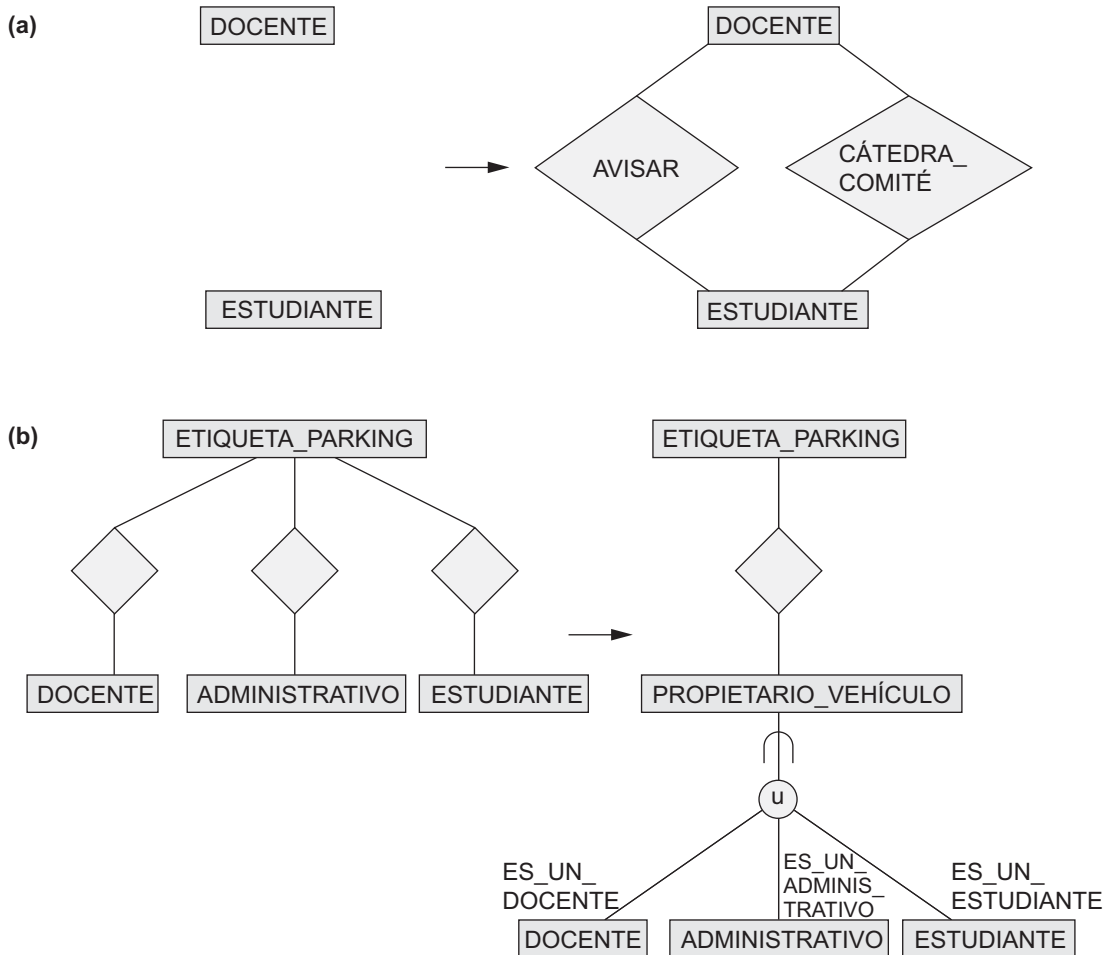 (a)
DOCENTE
DOCENTE
AVISAR
CÁTEDRA_
COMITÉ
ESTUDIANTE
ESTUDIANTE
(b)
ETIQUETA_PARKING
ETIQUETA_PARKING
DOCENTE
ADMINISTRATIVO
ESTUDIANTE
PROPIETARIO_VEHÍCULO
u
ES_UN_
DOCENTE
ES_UN_
ADMINIS_
TRATIVO
ES_UN_
ESTUDIANTE
DOCENTE
ADMINISTRATIVO
ESTUDIANTE